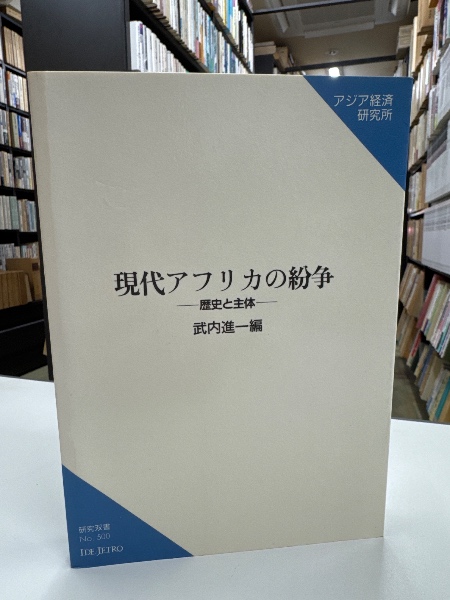 アジア経済
研究所
現代アフリカの紛争
―歴史と主体―
武内進一編
研究双書
No. 500
IDE JETRO